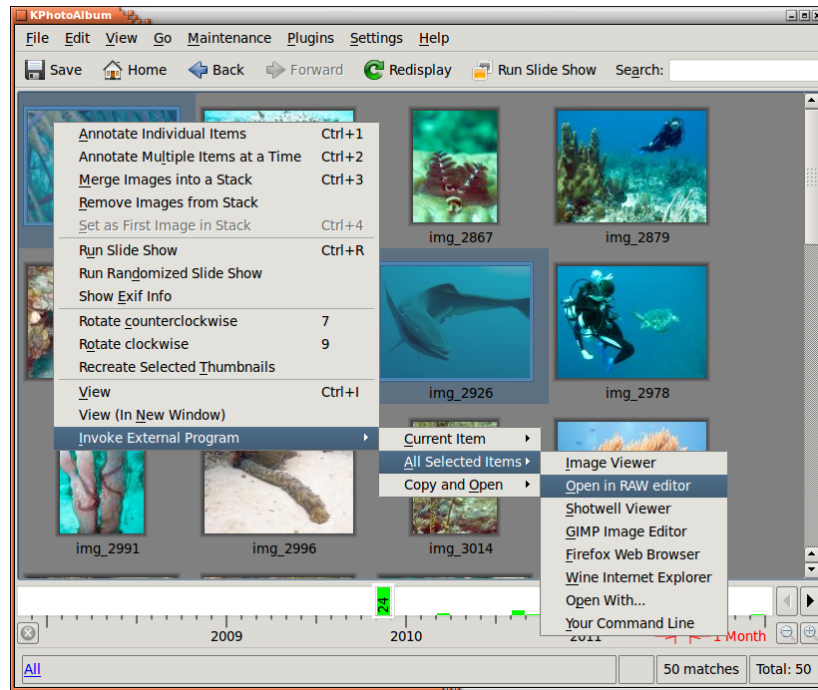 KPhotoAlbum
File Edit View Go Maintenance Plugins Settings Help
Save Home Back Forward Redisplay Run Slide Show Search:
Annotate Individual Items Ctrl+1
Annotate Multiple Items at a Time Ctrl+2
Merge Images into a Stack Ctrl+3
Remove Images from Stack
Set as First Image in Stack Ctrl+4
Run Slide Show Ctrl+R
Run Randomized Slide Show
Show Exif Info
Rotate counterclockwise 7
Rotate clockwise 9
Recreate Selected Thumbnails
View Ctrl+I
View (In New Window)
Invoke External Program
img_2867 img_2879
img_2926 img_2978
Current Item
All Selected Items
Copy and Open
Image Viewer
Open in RAW editor
Shotwell Viewer
GIMP Image Editor
Firefox Web Browser
Wine Internet Explorer
Open With...
Your Command Line
img_2991 img_2996 img_3014
24
2009 2010 2011 1 Month
All 50 matches Total: 50